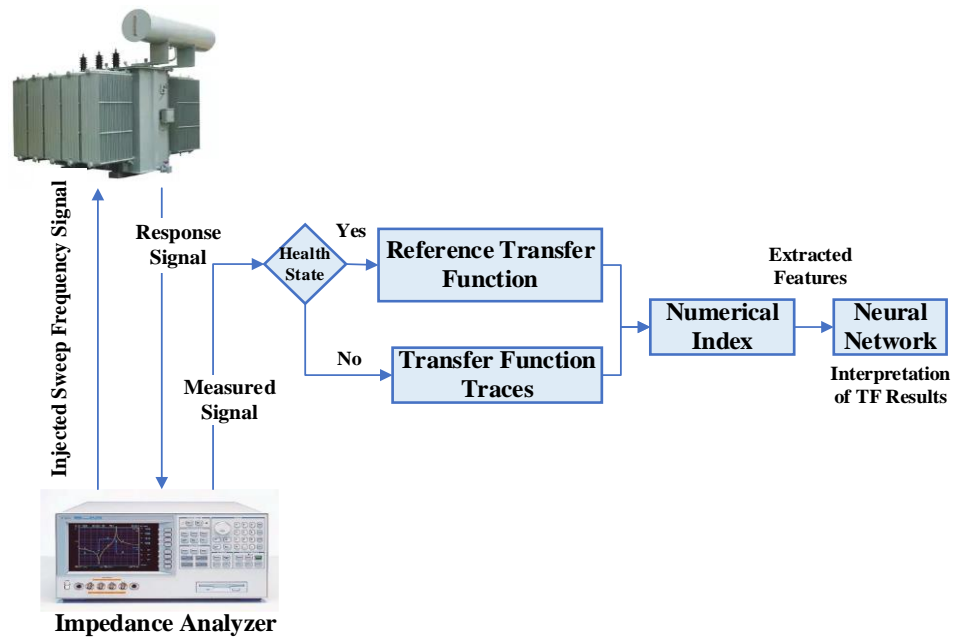 Injected Sweep Frequency Signal
Response
Signal
Measured
Signal
Health
State
Yes
No
Reference Transfer
Function
Transfer Function
Traces
Numerical
Index
Extracted
Features
Neural
Network
Interpretation
of TF Results
Impedance Analyzer